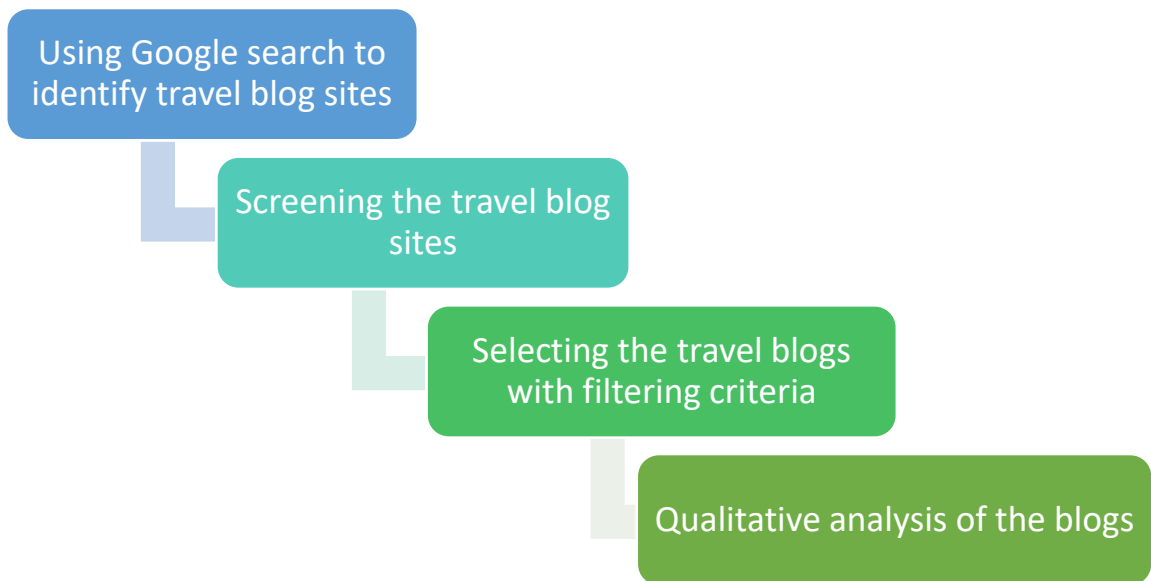 Using Google search to
identify travel blog sites
Screening the travel blog
sites
Selecting the travel blogs
with filtering criteria
Qualitative analysis of the blogs